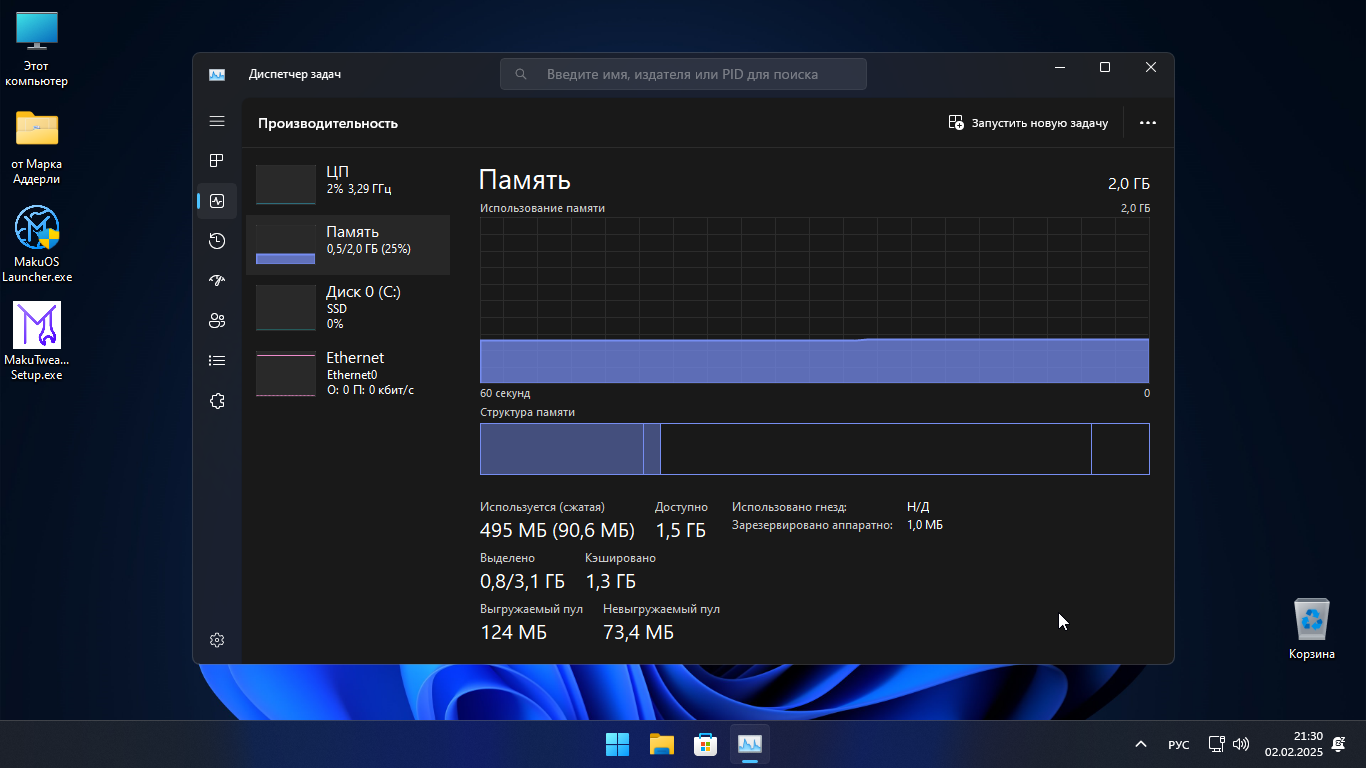 Этот
компьютер
от Марка
Аддерли
MakuOS
Launcher.exe
MakuTwea...
Setup.exe
Диспетчер задач
Введите имя, издателя или PID для поиска
Производительность
Запустить новую задачу
ЦП
2% 3,29 ГГц
Память
0,5/2,0 ГБ (25%)
Диск 0 (C:)
SSD
0%
Ethernet
Ethernet0
О: 0 П: 0 кбит/с
Память
2,0 ГБ
Использование памяти
2,0 ГБ
60 секунд
0
Структура памяти
Используется (сжатая)
495 МБ (90,6 МБ)
Доступно
1,5 ГБ
Использовано гнезд:
Н/Д
Зарезервировано аппаратно:
1,0 МБ
Выделено
0,8/3,1 ГБ
Кэшировано
1,3 ГБ
Выгружаемый пул
124 МБ
Невыгружаемый пул
73,4 МБ
Корзина
РУС
21:30
02.02.2025